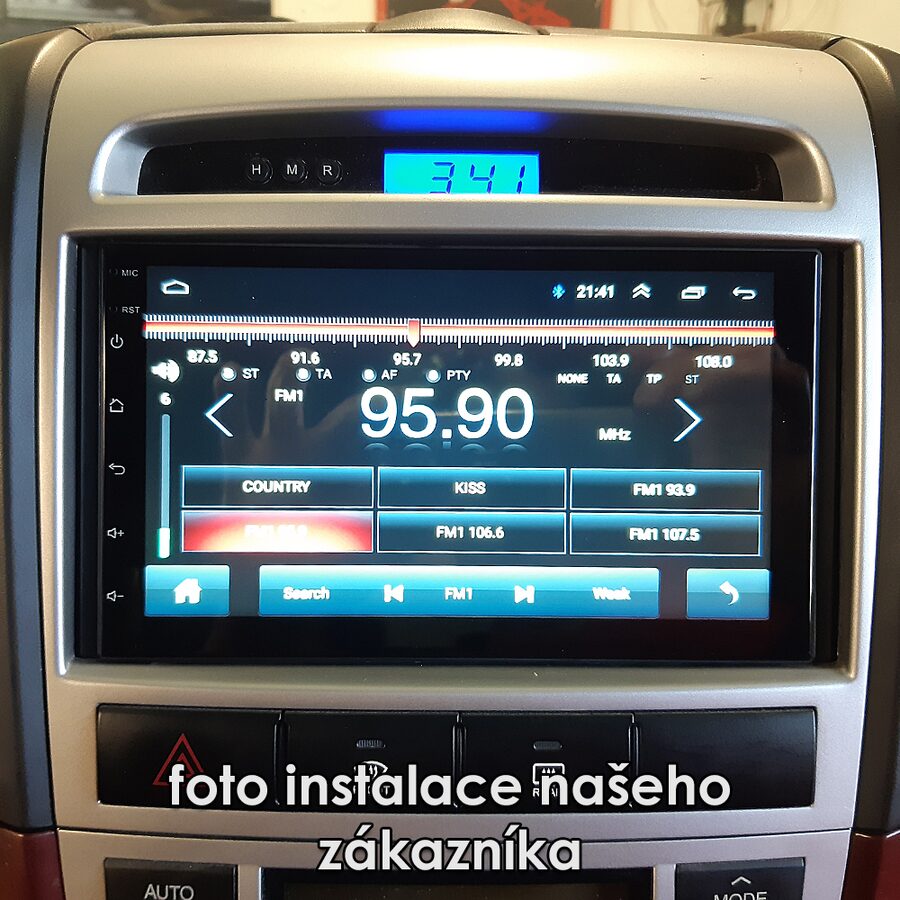 H M R
3:41
MIC
21:41
RST
87.5 91.6 95.7 99.8 103.9 108.0
ST TA AF PTY NONE TA TP ST
6
FM1
95.90
MHz
COUNTRY KISS FM1 93.9
FM1 106.6 FM1 107.5
Search FM1 Weak
foto instalace našeho
zákazníka
AUTO
MODE